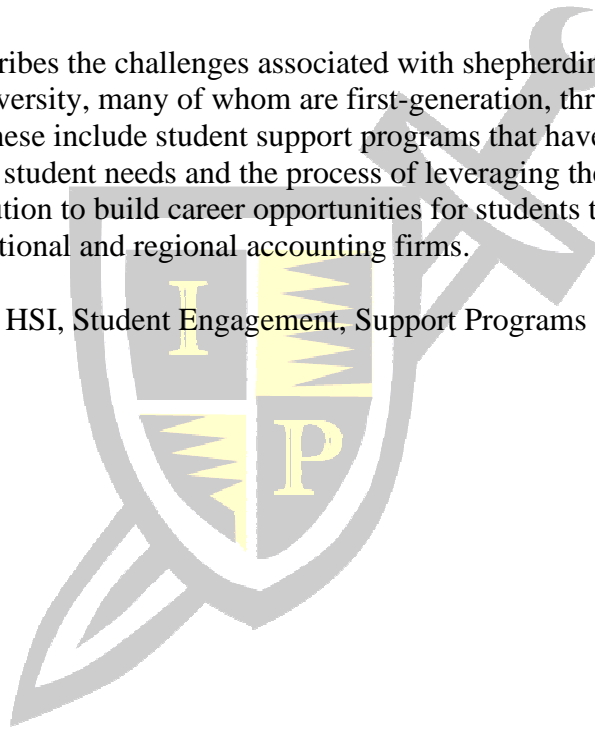 ribes the challenges associated with shepherdin
versity, many of whom are first-generation, thr
nese include student support programs that have
student needs and the process of leveraging the
ution to build career opportunities for students t
tional and regional accounting firms.
HSI, Student Engagement, Support Programs
I
P